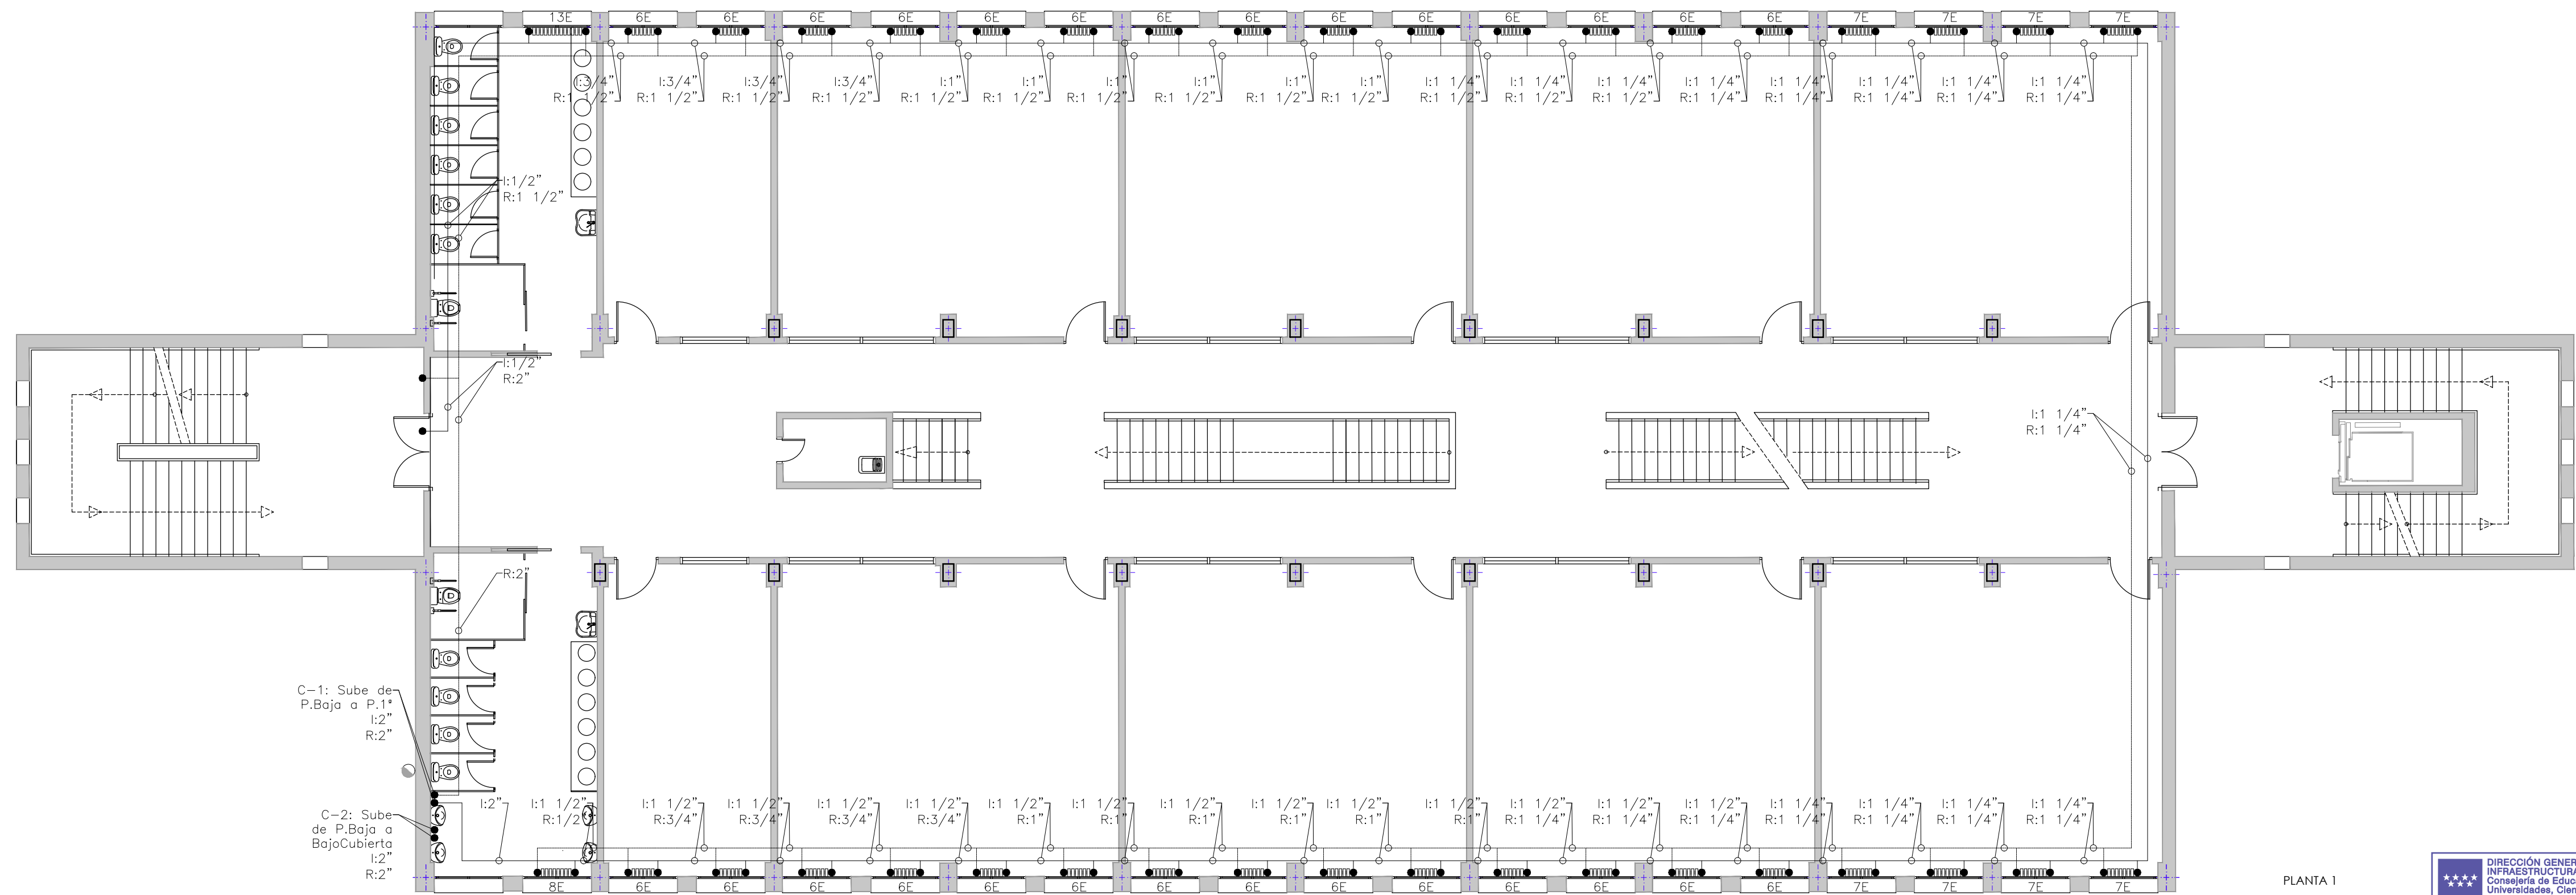 13E 6E 6E 6E 6E 6E 6E 6E 6E 6E 6E 6E 6E 6E 6E 7E 7E 7E 7E
I:3/4" I:3/4" I:3/4" I:3/4" I:1" I:1" I:1" I:1" I:1" I:1" I:1 1/4" I:1 1/4" I:1 1/4" I:1 1/4" I:1 1/4" I:1 1/4" I:1 1/4" I:1 1/4"
R:1 1/2" R:1 1/2" R:1 1/2" R:1 1/2" R:1 1/2" R:1 1/2" R:1 1/2" R:1 1/2" R:1 1/2" R:1 1/2" R:1 1/2" R:1 1/2" R:1 1/2" R:1 1/4" R:1 1/4" R:1 1/4" R:1 1/4" R:1 1/4"
I:1/2"
R:1 1/2"
I:1/2"
R:2"
I:1 1/4"
R:1 1/4"
R:2"
C-1: Sube de
P.Baja a P.1ª
I:2"
R:2"
C-2: Sube
de P.Baja a
BajoCubierta
I:2"
R:2"
I:2" I:1 1/2" I:1 1/2" I:1 1/2" I:1 1/2" I:1 1/2" I:1 1/2" I:1 1/2" I:1 1/2" I:1 1/2" I:1 1/2" I:1 1/2" I:1 1/2" I:1 1/2" I:1 1/2" I:1 1/4" I:1 1/4" I:1 1/4" I:1 1/4"
R:1/2" R:3/4" R:3/4" R:3/4" R:3/4" R:1" R:1" R:1" R:1" R:1" R:1" R:1 1/4" R:1 1/4" R:1 1/4" R:1 1/4" R:1 1/4" R:1 1/4" R:1 1/4"
8E 6E 6E 6E 6E 6E 6E 6E 6E 6E 6E 6E 6E 6E 6E 7E 7E 7E 7E
PLANTA 1
DIRECCIÓN GENER
INFRAESTRUCTURA
Consejería de Educ
Universidades, Cien